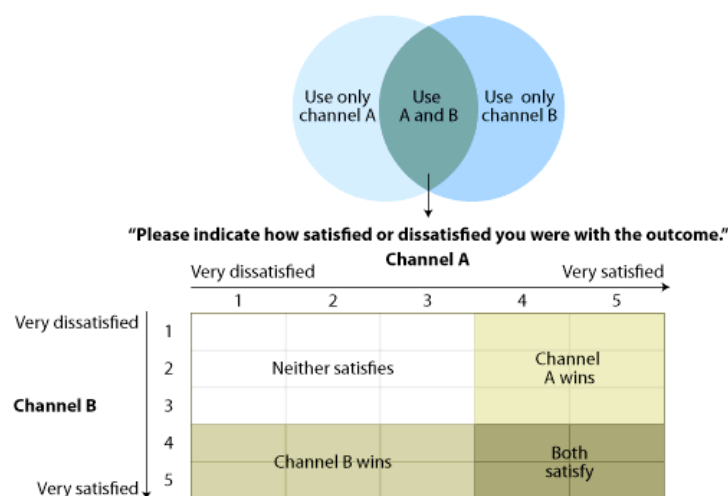 Use only
channel A
Use
A and B
Use only
channel B
“Please indicate how satisfied or dissatisfied you were with the outcome.”
Channel A
Very dissatisfied
Very satisfied
1 2 3 4 5
Very dissatisfied
1
2
3
4
5
Channel B
Very satisfied
Neither satisfies
Channel
A wins
Channel B wins
Both
satisfy